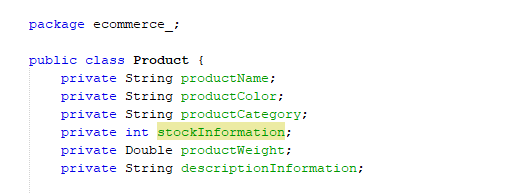 package ecommerce_;
public class Product {
private String productName;
private String productColor;
private String productCategory;
private int stockInformation;
private Double productWeight;
private String descriptionInformation;